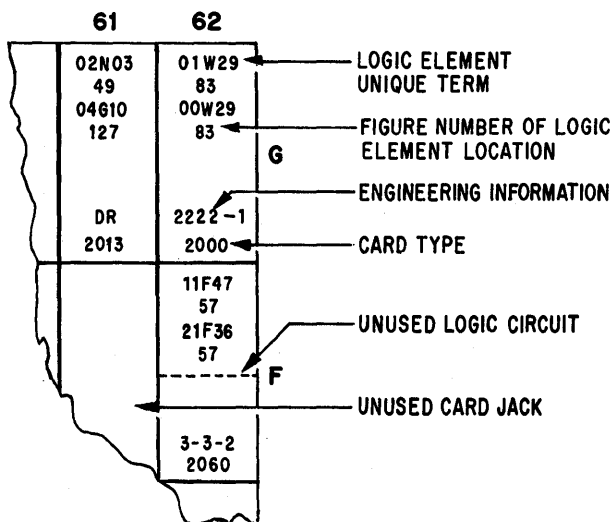 61 62
02N03 01W29 LOGIC ELEMENT
49 83 UNIQUE TERM
04G10 00W29
127 83 FIGURE NUMBER OF LOGIC
G ELEMENT LOCATION
ENGINEERING INFORMATION
DR 2222-1
2013 2000 CARD TYPE
11F47
57
21F36 UNUSED LOGIC CIRCUIT
57
F
UNUSED CARD JACK
3-3-2
2060